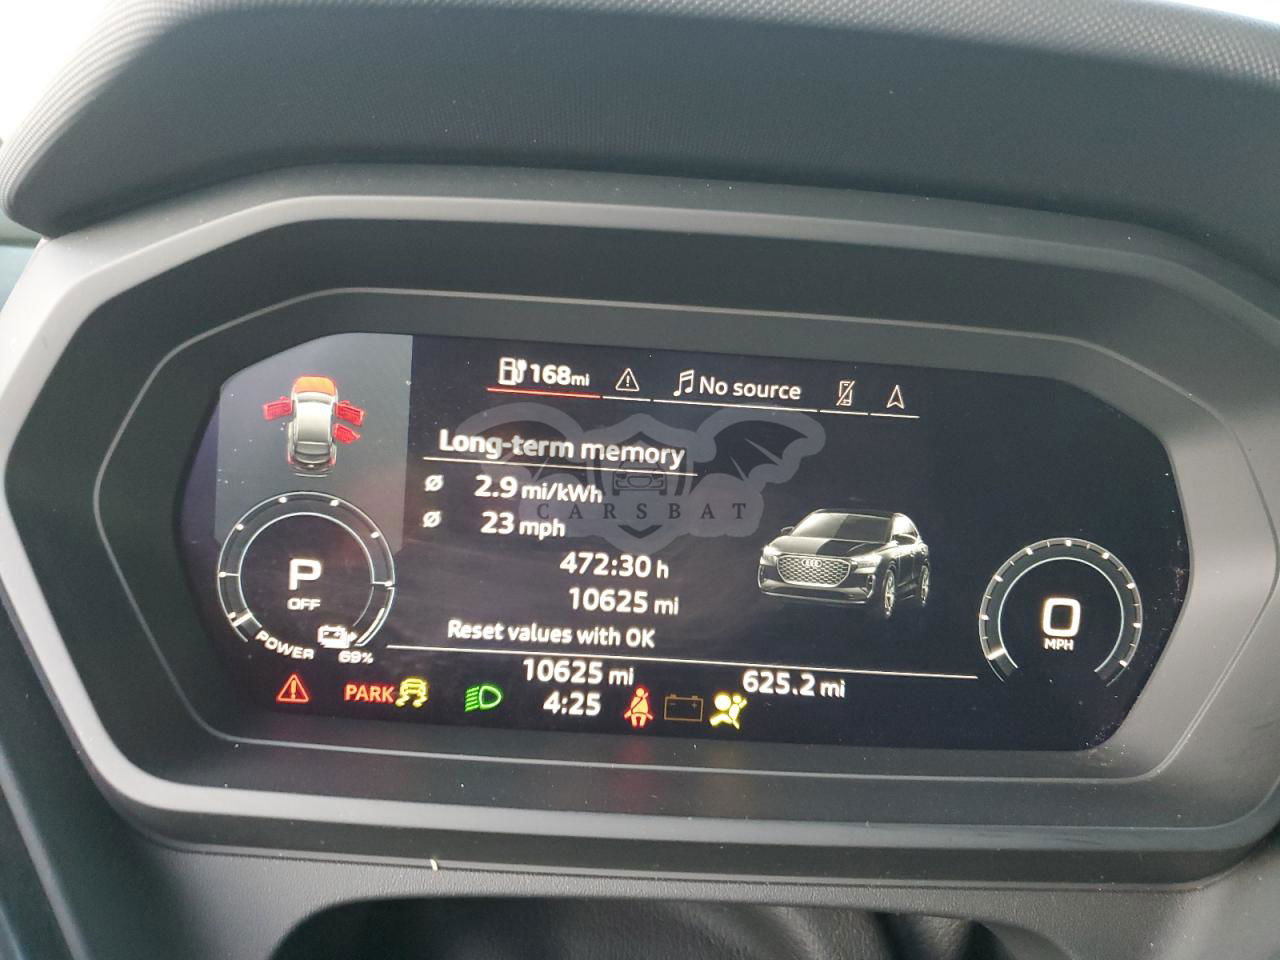 168mi
No source
Long-term memory
Ø 2.9 mi/kWh
Ø 23 mph
472:30 h
10625 mi
Reset values with OK
P
OFF
POWER
69%
0
MPH
10625 mi
625.2 mi
PARK
4:25
CARSBAT